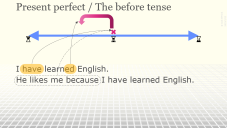 Present perfect / The before tense
I have learned English.
He likes me because I have learned English.